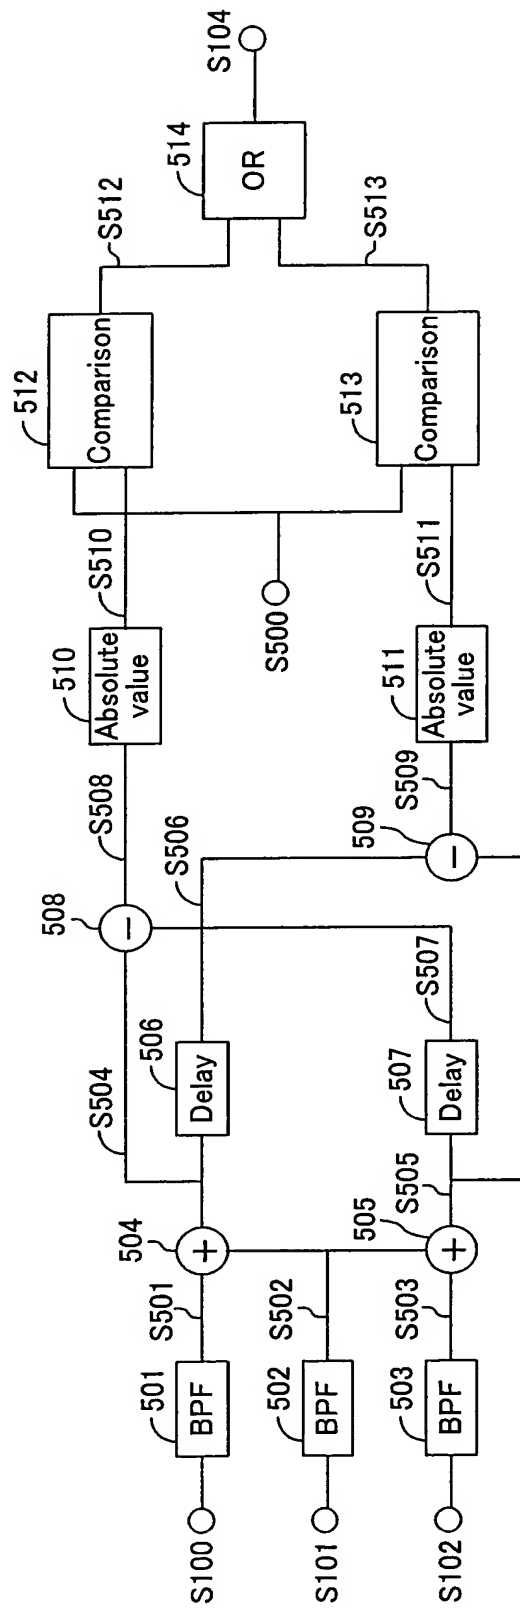 S100
501
BPF
S501
504
+
S504
506
Delay
S506
508
−
S508
510
Absolute
value
S510
512
Comparison
S512
514
OR
S104
S101
502
BPF
S502
S500
S102
503
BPF
S503
505
+
S505
507
Delay
S507
509
−
S509
511
Absolute
value
S511
513
Comparison
S513